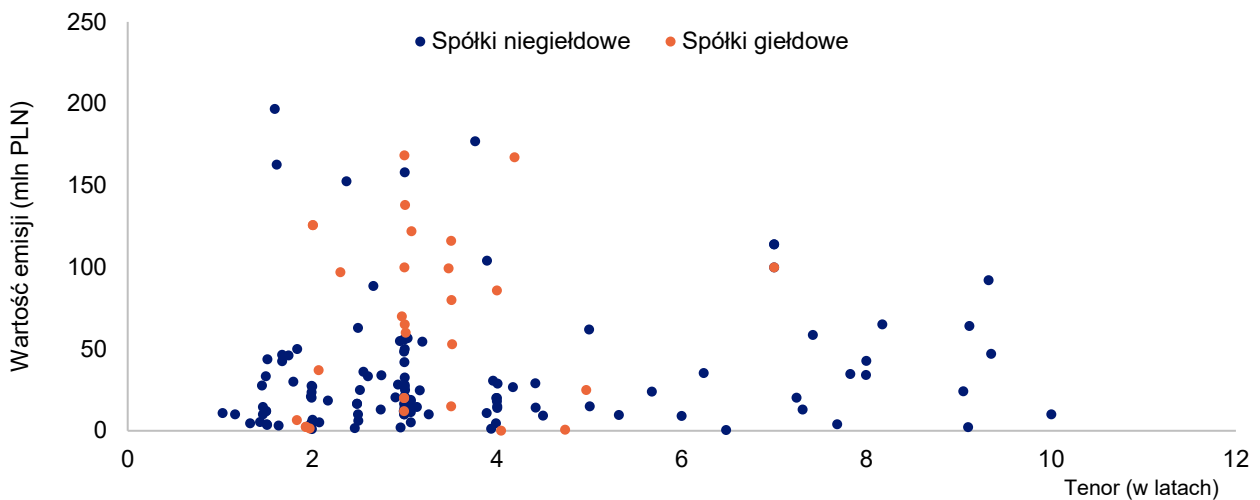 250
Spółki niegiełdowe
Spółki giełdowe
200
150
100
50
0
Wartość emisji (mln PLN)
0 2 4 6 8 10 12
Tenor (w latach)